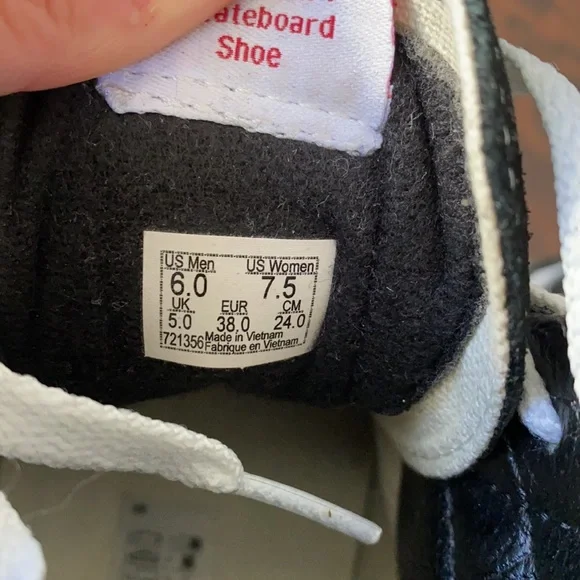 Shoe
US Men US Women
6.0 7.5
UK EUR CM
5.0 38.0 24.0
721356 Made in Vietnam
Fabrique en Vietnam